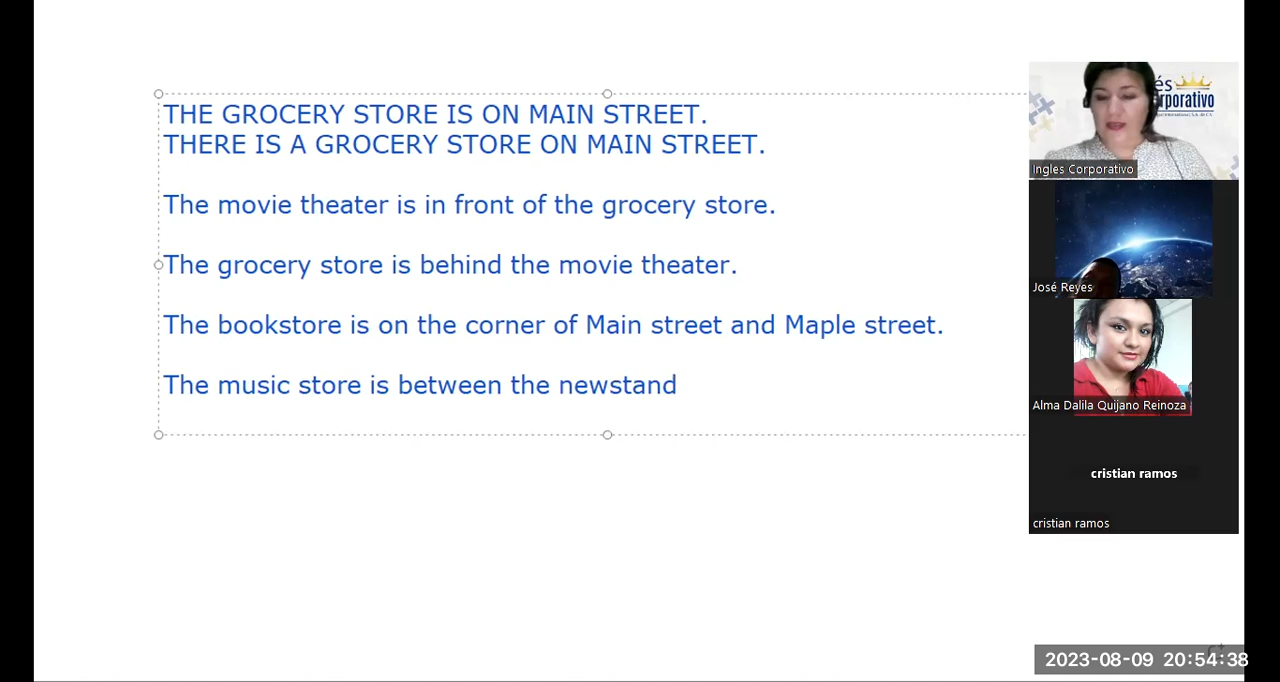 THE GROCERY STORE IS ON MAIN STREET.
THERE IS A GROCERY STORE ON MAIN STREET.
The movie theater is in front of the grocery store.
The grocery store is behind the movie theater.
The bookstore is on the corner of Main street and Maple street.
The music store is between the newstand
és
rporativo
Ingles Corporativo
José Reyes
Alma Dalila Quijano Reinoza
cristian ramos
cristian ramos
2023-08-09 20:54:38